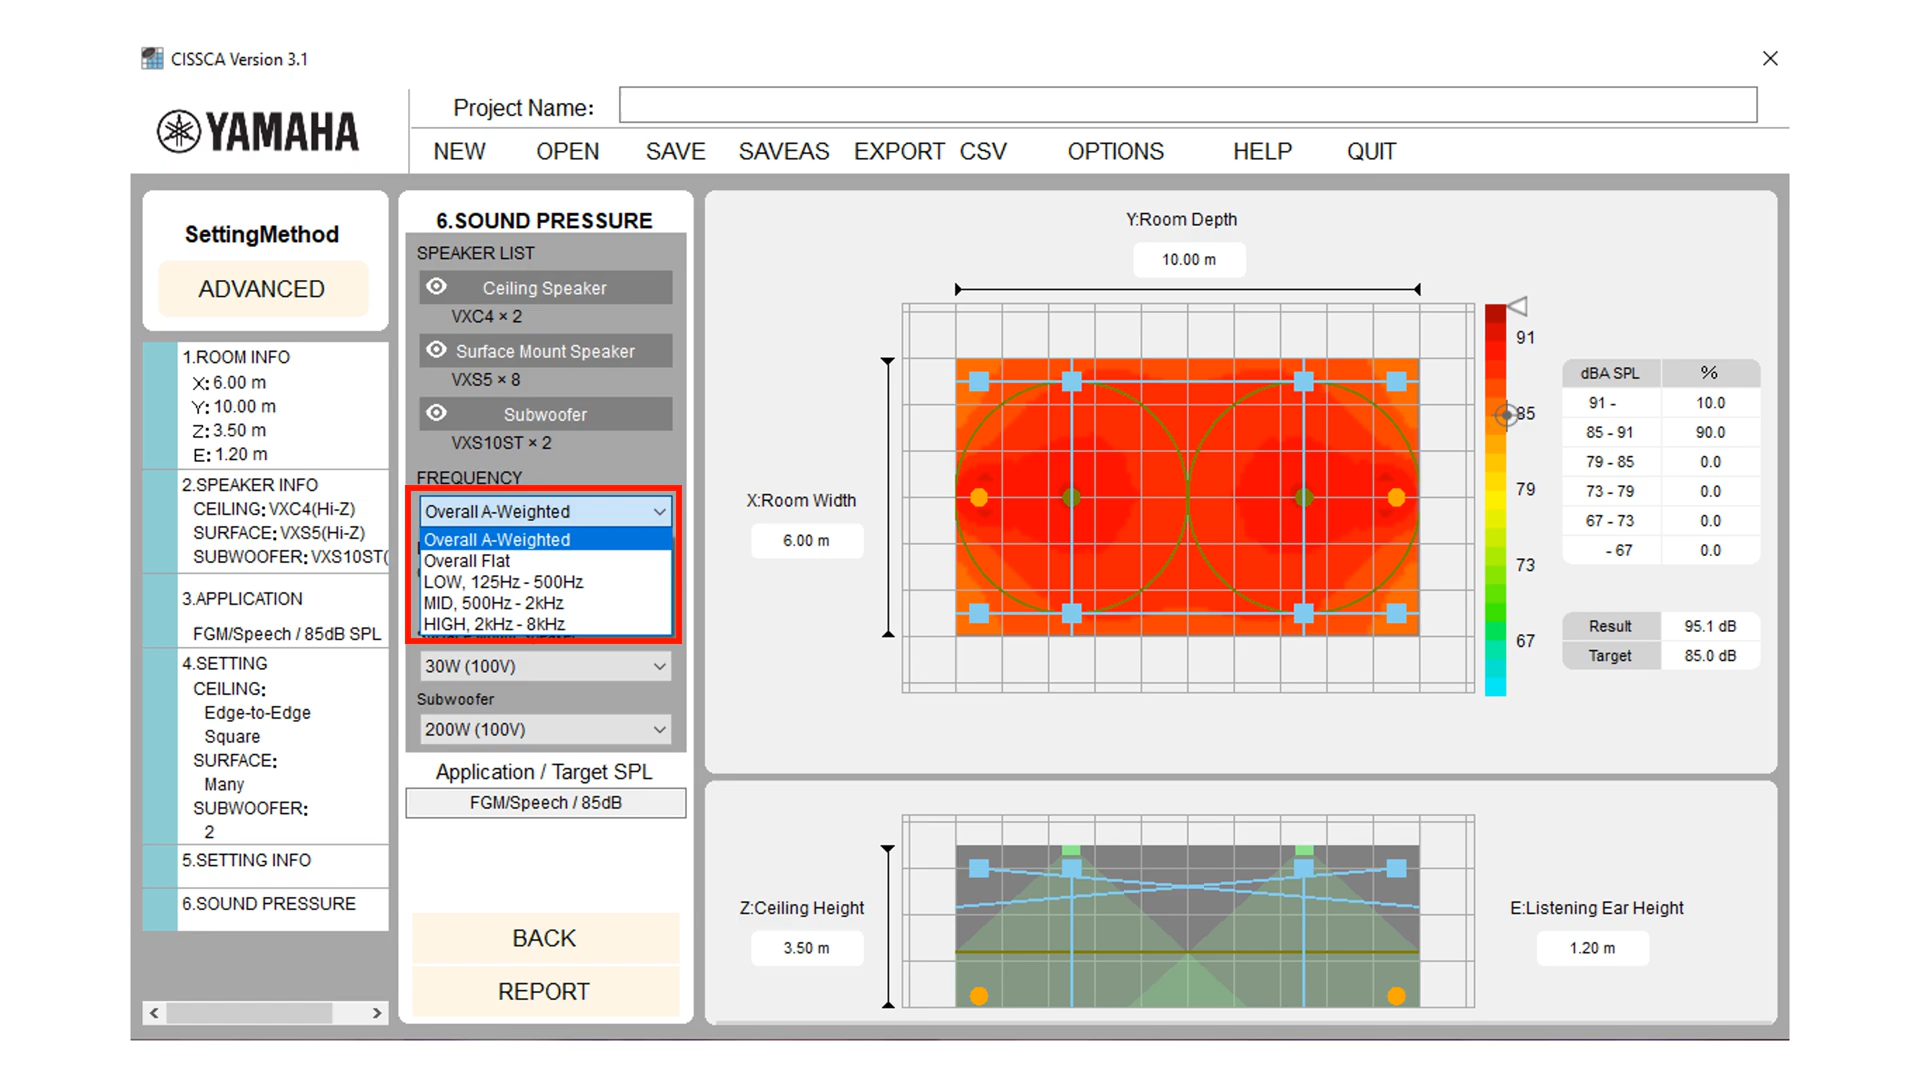 CISSCA Version 3.1
YAMAHA
Project Name:
NEW OPEN SAVE SAVEAS EXPORT CSV OPTIONS HELP QUIT
SettingMethod
ADVANCED
1.ROOM INFO
X: 6.00 m
Y: 10.00 m
Z: 3.50 m
E: 1.20 m
2.SPEAKER INFO
CEILING: VXC4(Hi-Z)
SURFACE: VXS5(Hi-Z)
SUBWOOFER: VXS10ST(
3.APPLICATION
FGM/Speech / 85dB SPL
4.SETTING
CEILING:
Edge-to-Edge
Square
SURFACE:
Many
SUBWOOFER:
2
5.SETTING INFO
6.SOUND PRESSURE
6.SOUND PRESSURE
SPEAKER LIST
Ceiling Speaker
VXC4 × 2
Surface Mount Speaker
VXS5 × 8
Subwoofer
VXS10ST × 2
FREQUENCY
Overall A-Weighted
Overall A-Weighted
Overall Flat
LOW, 125Hz - 500Hz
MID, 500Hz - 2kHz
HIGH, 2kHz - 8kHz
30W (100V)
Subwoofer
200W (100V)
Application / Target SPL
FGM/Speech / 85dB
BACK
REPORT
Y:Room Depth
10.00 m
X:Room Width
6.00 m
91
85
79
73
67
dBA SPL %
91 - 10.0
85 - 91 90.0
79 - 85 0.0
73 - 79 0.0
67 - 73 0.0
- 67 0.0
Result 95.1 dB
Target 85.0 dB
Z:Ceiling Height
3.50 m
E:Listening Ear Height
1.20 m